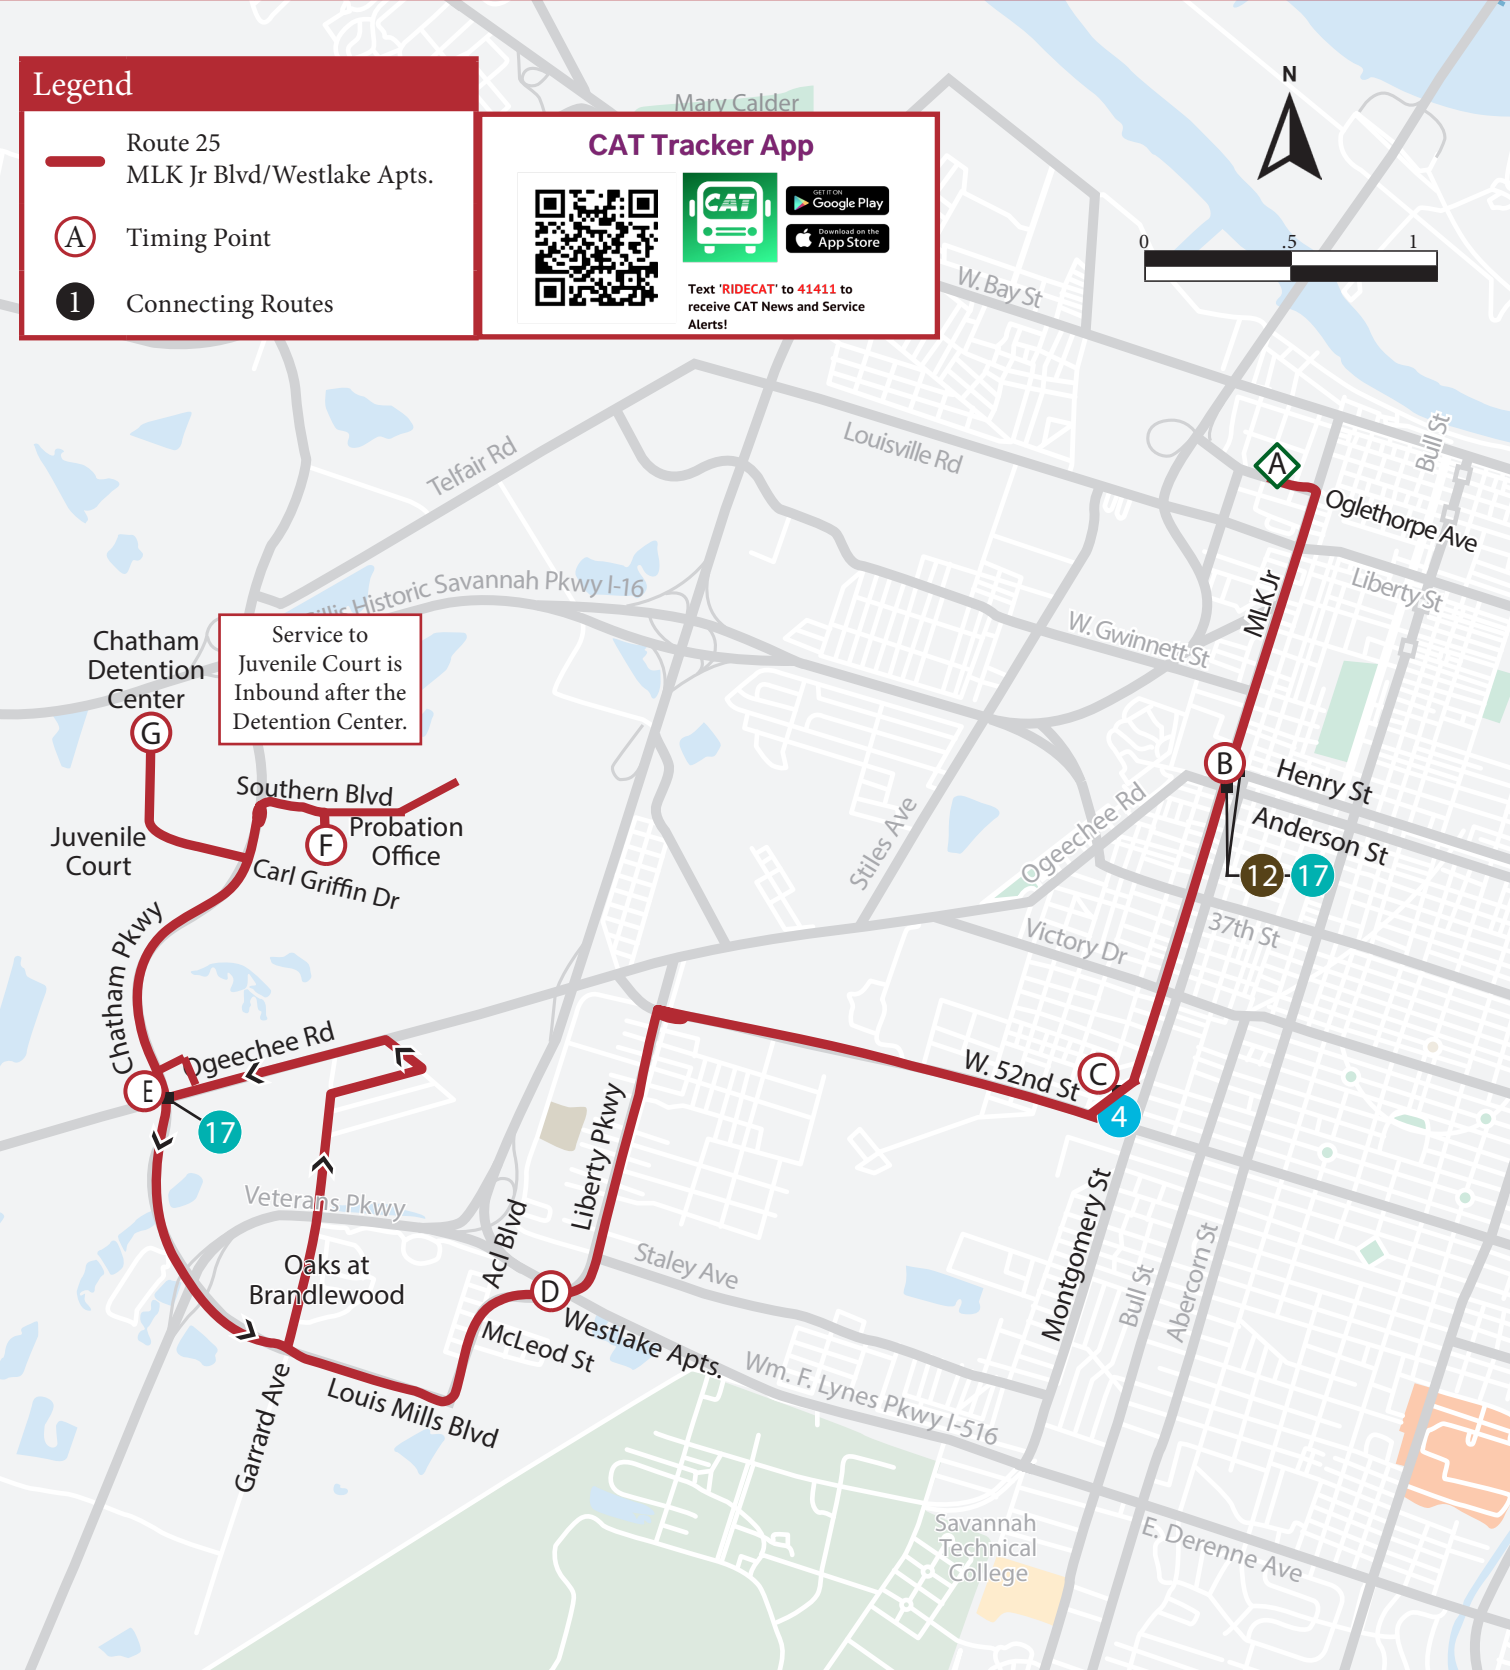 Legend
Route 25
MLK Jr Blvd/Westlake Apts.
A
Timing Point
1
Connecting Routes
Mary Calder
CAT Tracker App
CAT
GET IT ON
Google Play
Download on the
App Store
Text 'RIDECAT' to 41411 to
receive CAT News and Service
Alerts!
N
0 .5 1
W. Bay St
Bull St
Telfair Rd
Louisville Rd
A
Oglethorpe Ave
Liberty St
MLK Jr
W. Gwinnett St
Historic Savannah Pkwy I-16
Service to
Juvenile Court is
Inbound after the
Detention Center.
Chatham
Detention
Center
G
Southern Blvd
Probation
Office
F
Juvenile
Court
Carl Griffin Dr
Chatham Pkwy
B
Henry St
Anderson St
12
17
37th St
Stiles Ave
Ogeechee Rd
Victory Dr
Ogeechee Rd
E
17
W. 52nd St
C
4
Liberty Pkwy
Veterans Pkwy
Acl Blvd
Oaks at
Brandlewood
D
Westlake Apts.
McLeod St
Staley Ave
Montgomery St
Bull St
Abercorn St
Garrard Ave
Louis Mills Blvd
Wm. F. Lynes Pkwy I-516
Savannah
Technical
College
E. Derenne Ave